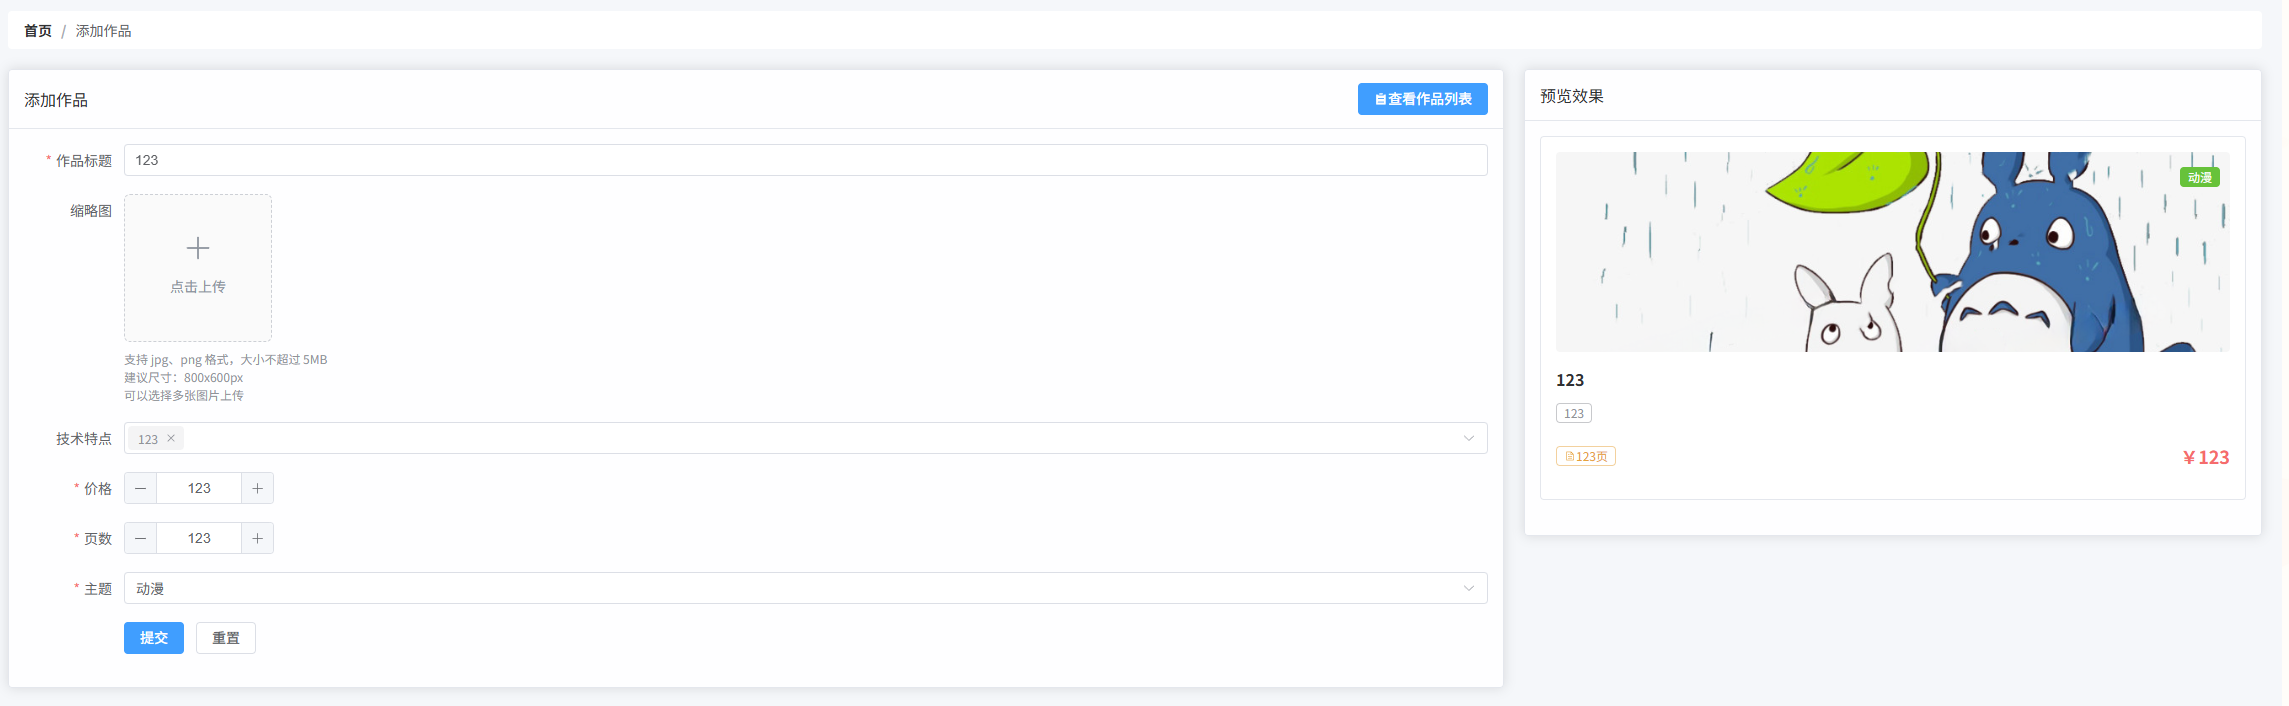 首页 / 添加作品
添加作品
查看作品列表
* 作品标题 123
缩略图
点击上传
支持 jpg、png 格式，大小不超过 5MB
建议尺寸：800x600px
可以选择多张图片上传
技术特点 123
* 价格 123
* 页数 123
* 主题 动漫
提交 重置
预览效果
动漫
123
123
123页
￥123